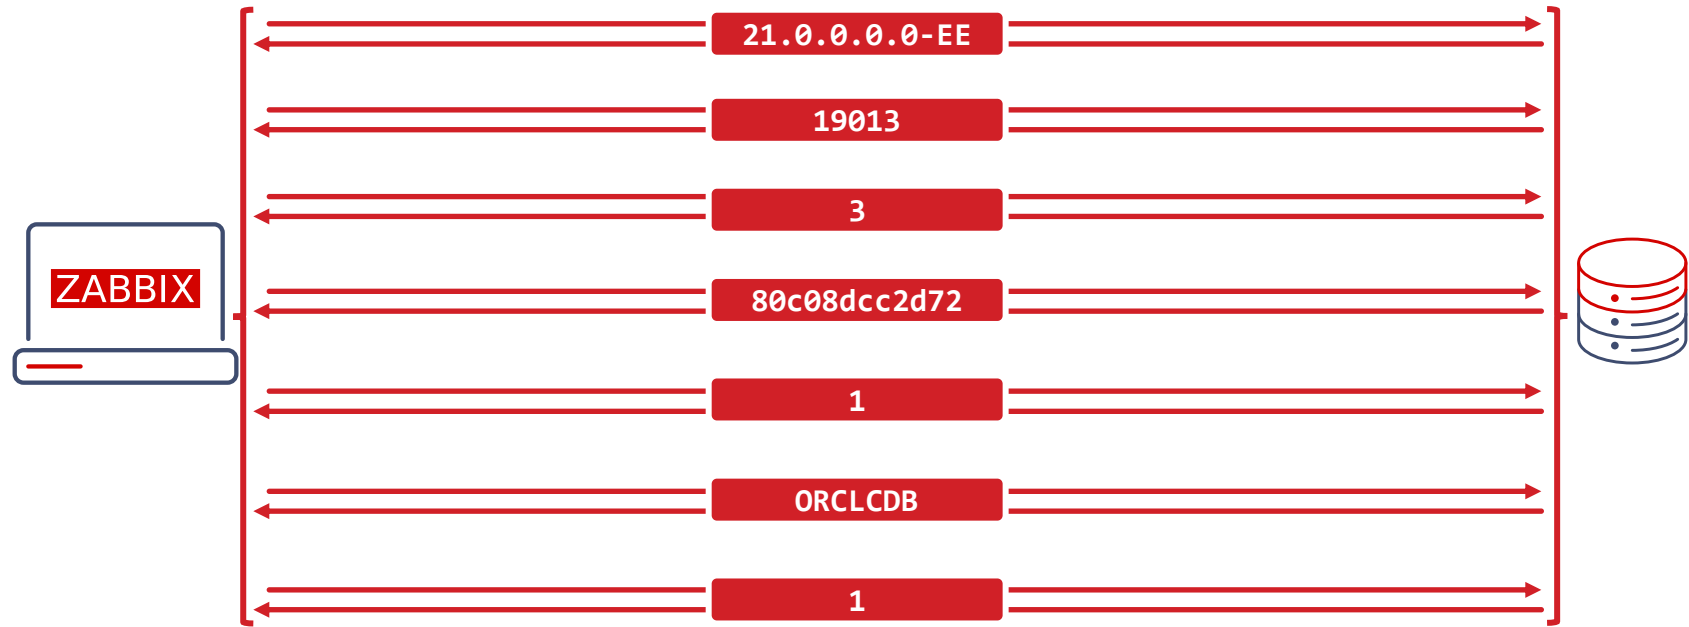 21.0.0.0.0-EE
19013
3
ZABBIX
80c08dcc2d72
1
ORCLCDB
1